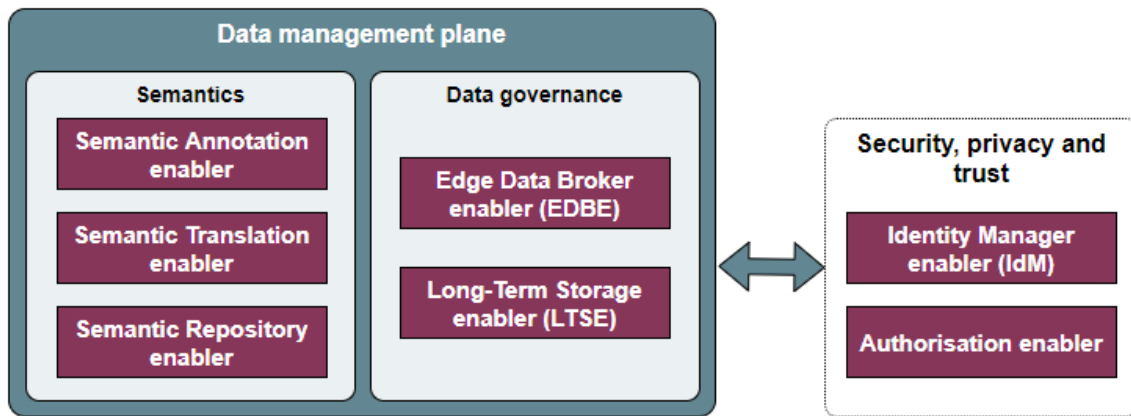 Data management plane
Semantics
Semantic Annotation
enabler
Semantic Translation
enabler
Semantic Repository
enabler
Data governance
Edge Data Broker
enabler (EDBE)
Long-Term Storage
enabler (LTSE)
Security, privacy and
trust
Identity Manager
enabler (IdM)
Authorisation enabler